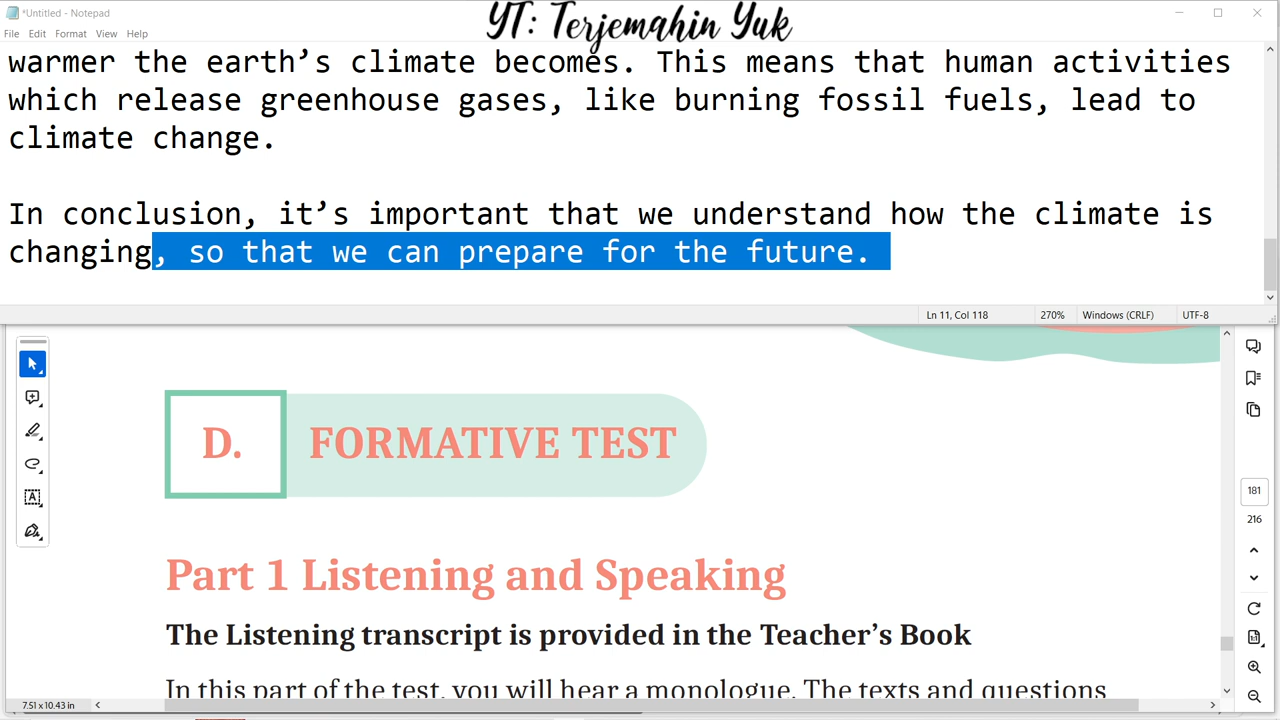 *Untitled - Notepad
YT: Terjemahin Yuk
File Edit Format View Help
warmer the earth’s climate becomes. This means that human activities
which release greenhouse gases, like burning fossil fuels, lead to
climate change.
In conclusion, it’s important that we understand how the climate is
changing, so that we can prepare for the future.
Ln 11, Col 118 270% Windows (CRLF) UTF-8
D. FORMATIVE TEST
181
216
Part 1 Listening and Speaking
The Listening transcript is provided in the Teacher’s Book
In this part of the test, you will hear a monologue. The texts and questions
7.51 x 10.43 in